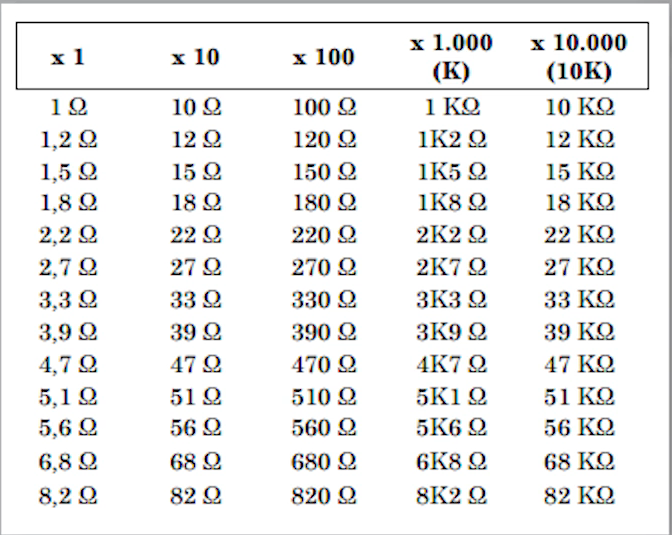 x 1 x 10 x 100 x 1.000 (K) x 10.000 (10K)
1 Ω 10 Ω 100 Ω 1 KΩ 10 KΩ
1,2 Ω 12 Ω 120 Ω 1K2 Ω 12 KΩ
1,5 Ω 15 Ω 150 Ω 1K5 Ω 15 KΩ
1,8 Ω 18 Ω 180 Ω 1K8 Ω 18 KΩ
2,2 Ω 22 Ω 220 Ω 2K2 Ω 22 KΩ
2,7 Ω 27 Ω 270 Ω 2K7 Ω 27 KΩ
3,3 Ω 33 Ω 330 Ω 3K3 Ω 33 KΩ
3,9 Ω 39 Ω 390 Ω 3K9 Ω 39 KΩ
4,7 Ω 47 Ω 470 Ω 4K7 Ω 47 KΩ
5,1 Ω 51 Ω 510 Ω 5K1 Ω 51 KΩ
5,6 Ω 56 Ω 560 Ω 5K6 Ω 56 KΩ
6,8 Ω 68 Ω 680 Ω 6K8 Ω 68 KΩ
8,2 Ω 82 Ω 820 Ω 8K2 Ω 82 KΩ